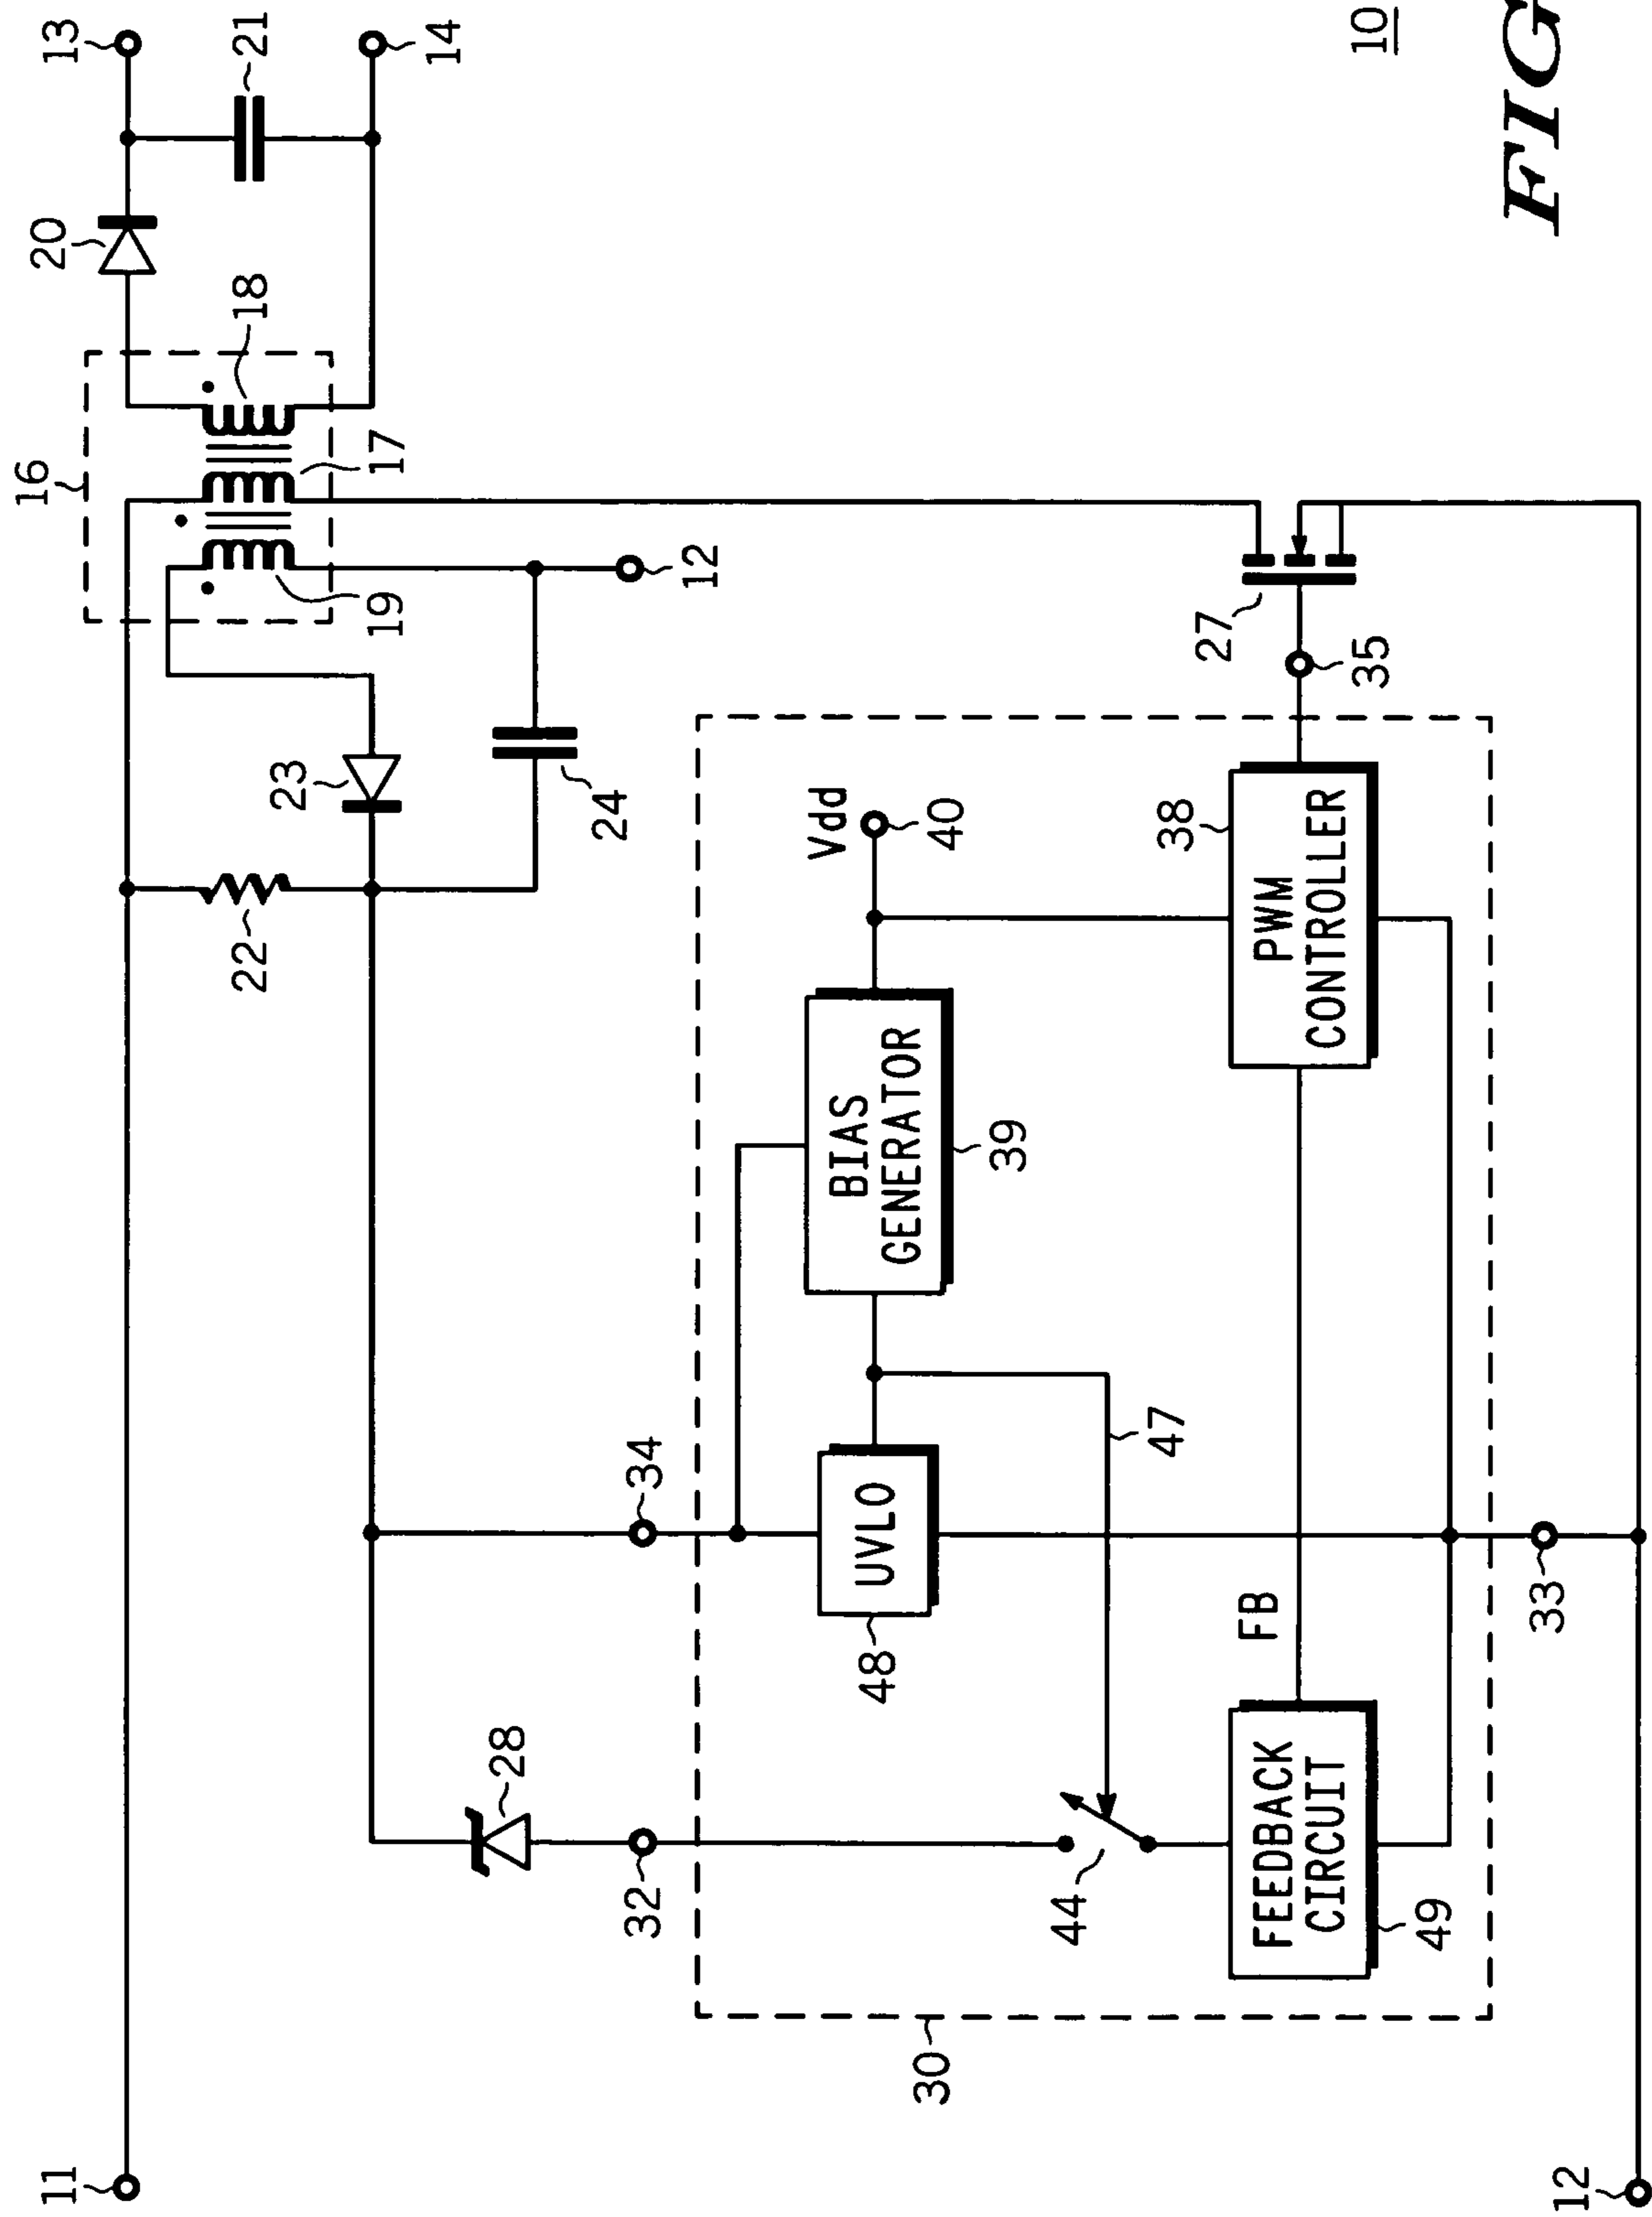 11
12
30
32
28
44
49
FEEDBACK
CIRCUIT
FB
33
34
48
UVLO
47
BIAS
GENERATOR
39
Vdd
40
PWM
CONTROLLER
38
35
27
22
23
24
12
19
16
17
18
20
21
13
14
10
FIG